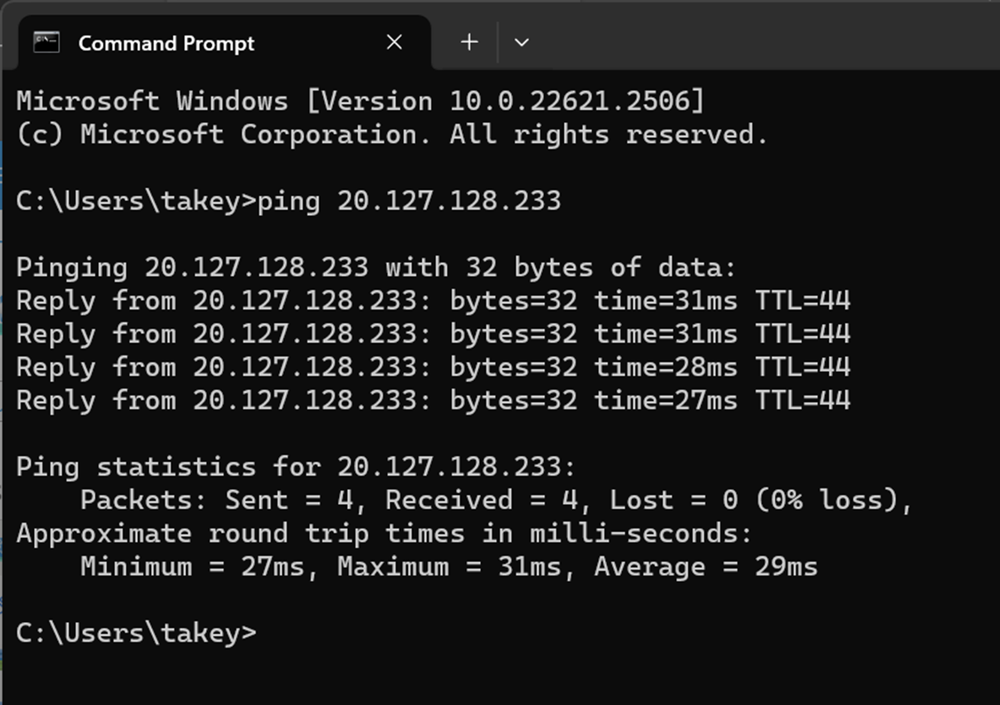 Command Prompt
Microsoft Windows [Version 10.0.22621.2506]
(c) Microsoft Corporation. All rights reserved.
C:\Users\takey>ping 20.127.128.233
Pinging 20.127.128.233 with 32 bytes of data:
Reply from 20.127.128.233: bytes=32 time=31ms TTL=44
Reply from 20.127.128.233: bytes=32 time=31ms TTL=44
Reply from 20.127.128.233: bytes=32 time=28ms TTL=44
Reply from 20.127.128.233: bytes=32 time=27ms TTL=44
Ping statistics for 20.127.128.233:
    Packets: Sent = 4, Received = 4, Lost = 0 (0% loss),
Approximate round trip times in milli-seconds:
    Minimum = 27ms, Maximum = 31ms, Average = 29ms
C:\Users\takey>